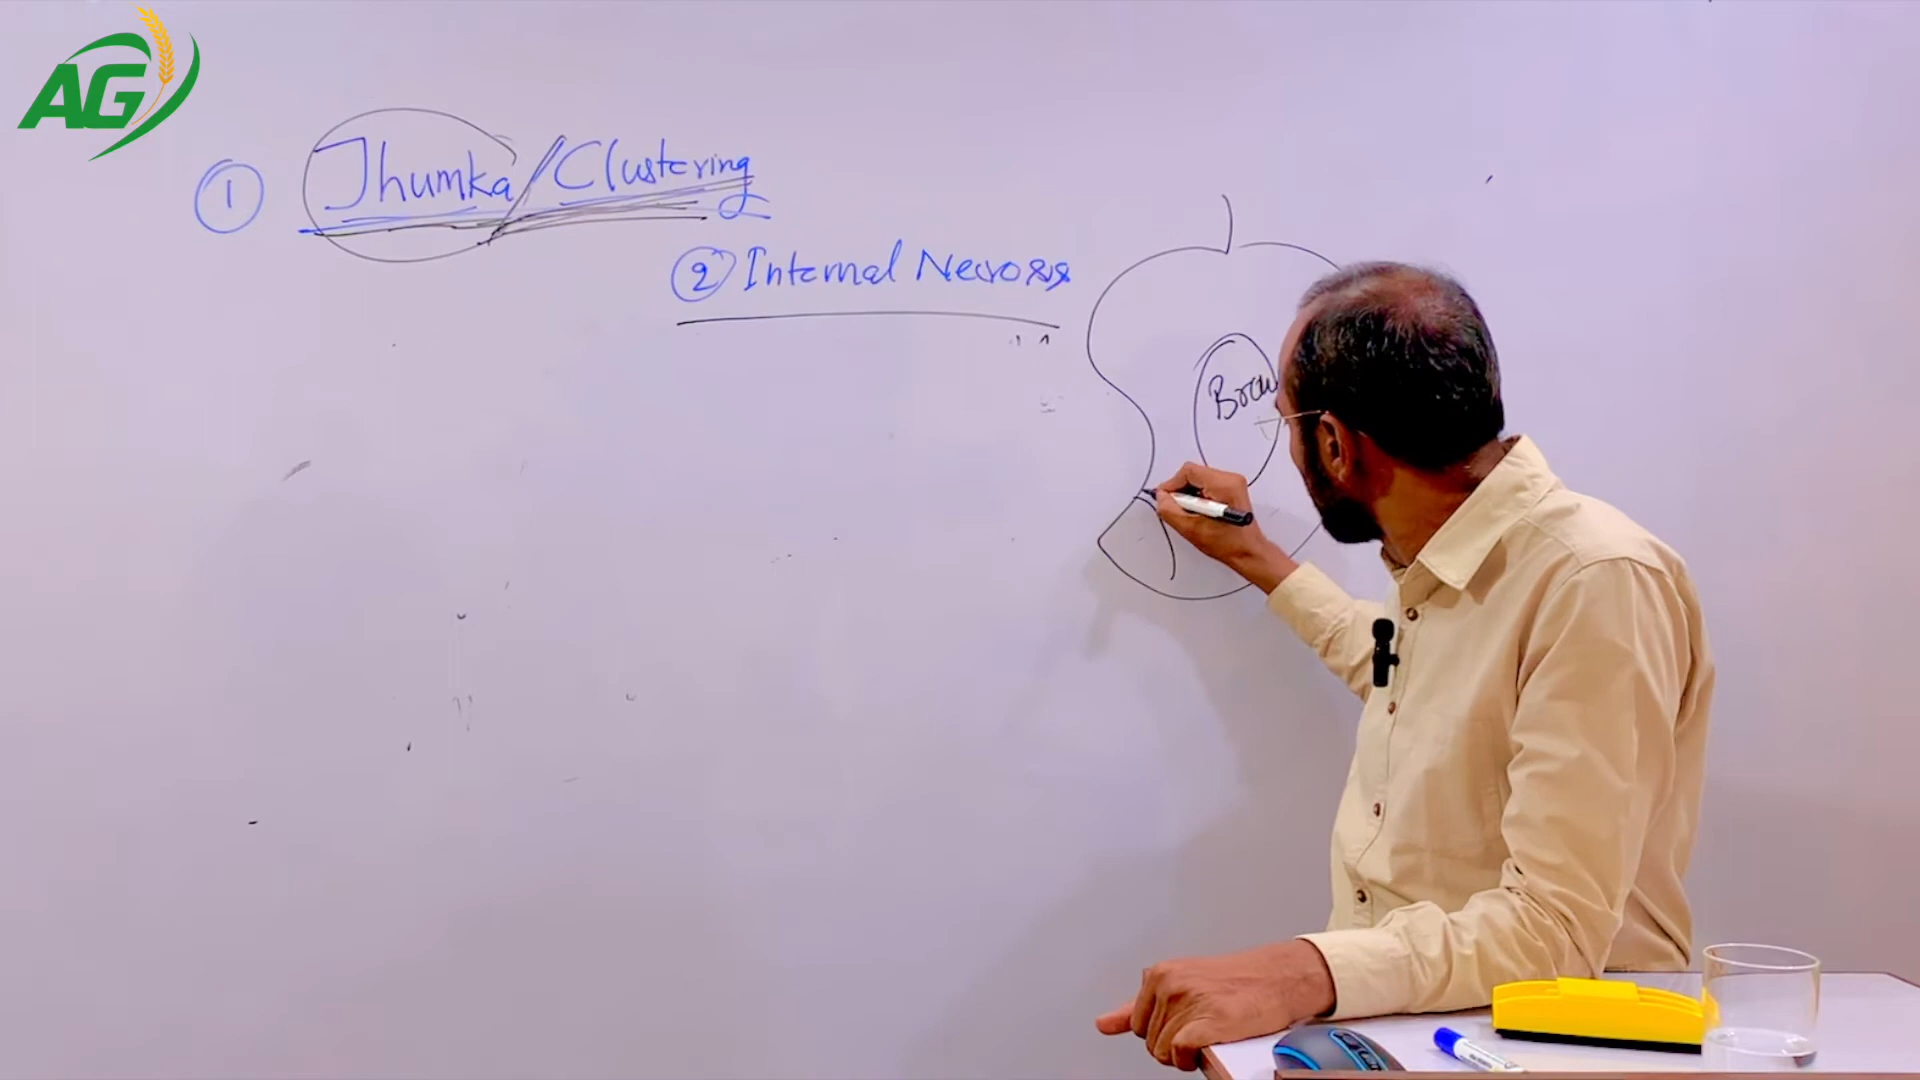 AG
① Jhumka/Clustering
② Internal Necrosis